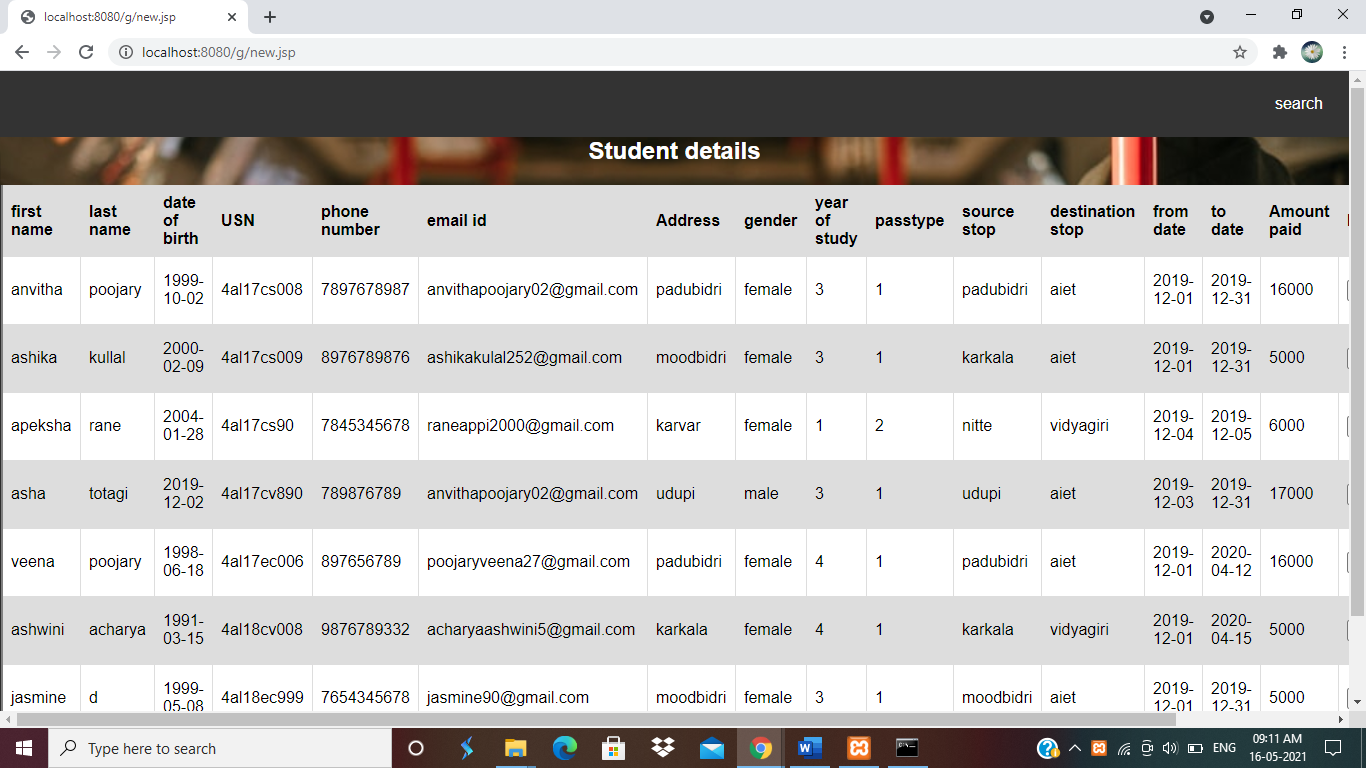 localhost:8080/g/new.jsp
localhost:8080/g/new.jsp
search
Student details
first name last name date of birth USN phone number email id Address gender year of study passtype source stop destination stop from date to date Amount paid
anvitha poojary 1999-10-02 4al17cs008 7897678987 anvithapoojary02@gmail.com padubidri female 3 1 padubidri aiet 2019-12-01 2019-12-31 16000
ashika kullal 2000-02-09 4al17cs009 8976789876 ashikakulal252@gmail.com moodbidri female 3 1 karkala aiet 2019-12-01 2019-12-31 5000
apeksha rane 2004-01-28 4al17cs90 7845345678 raneappi2000@gmail.com karvar female 1 2 nitte vidyagiri 2019-12-04 2019-12-05 6000
asha totagi 2019-12-02 4al17cv890 789876789 anvithapoojary02@gmail.com udupi male 3 1 udupi aiet 2019-12-03 2019-12-31 17000
veena poojary 1998-06-18 4al17ec006 897656789 poojaryveena27@gmail.com padubidri female 4 1 padubidri aiet 2019-12-01 2020-04-12 16000
ashwini acharya 1991-03-15 4al18cv008 9876789332 acharyaashwini5@gmail.com karkala female 4 1 karkala vidyagiri 2019-12-01 2020-04-15 5000
jasmine d 1999-05-08 4al18ec999 7654345678 jasmine90@gmail.com moodbidri female 3 1 moodbidri aiet 2019-12-01 2019-12-31 5000
Type here to search
ENG
09:11 AM
16-05-2021